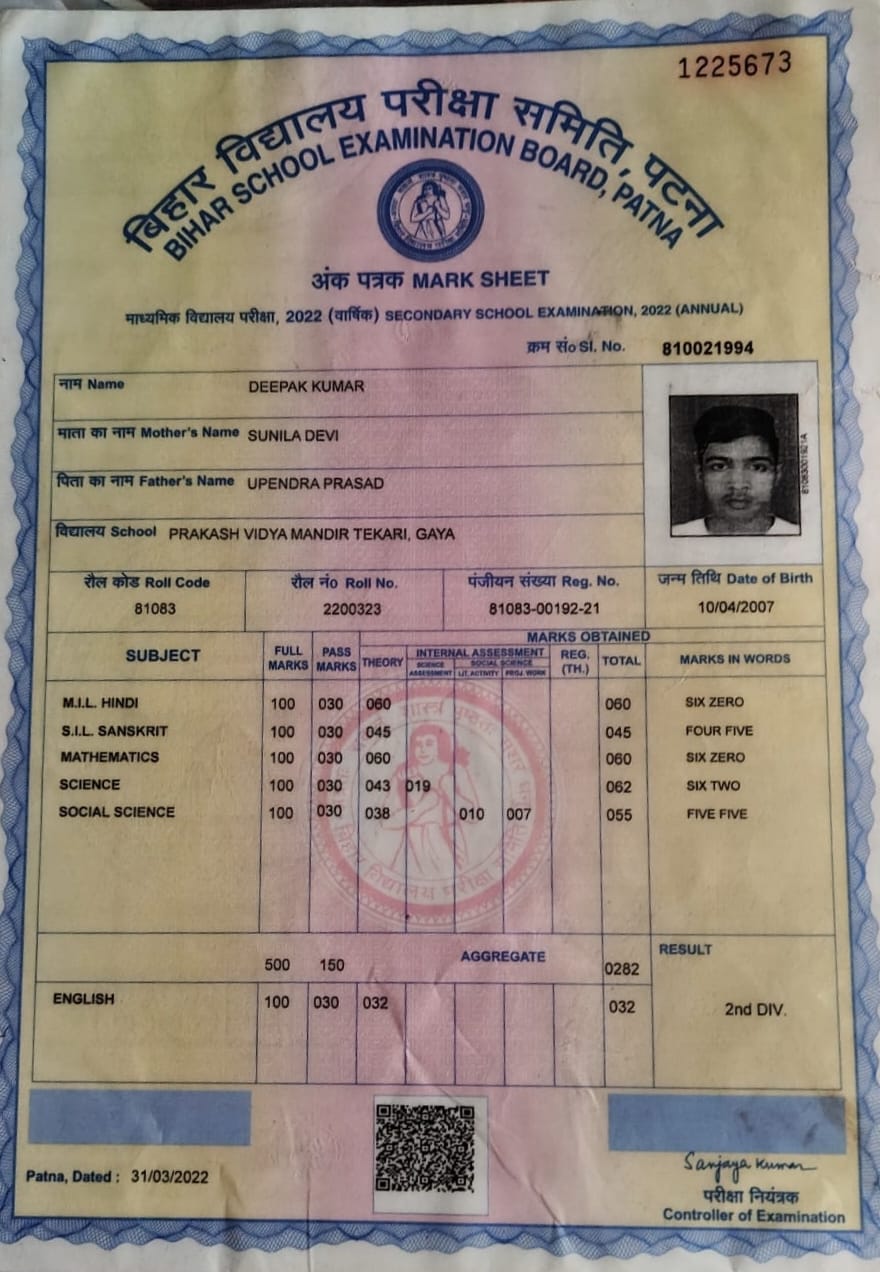 1225673
बिहार विद्यालय परीक्षा समिति, पटना
BIHAR SCHOOL EXAMINATION BOARD, PATNA
अंक पत्रक MARK SHEET
माध्यमिक विद्यालय परीक्षा, 2022 (वार्षिक) SECONDARY SCHOOL EXAMINATION, 2022 (ANNUAL)
क्रम सं० Sl. No. 810021994
नाम Name DEEPAK KUMAR
माता का नाम Mother's Name SUNILA DEVI
पिता का नाम Father's Name UPENDRA PRASAD
विद्यालय School PRAKASH VIDYA MANDIR TEKARI, GAYA
रौल कोड Roll Code रौल नं० Roll No. पंजीयन संख्या Reg. No. जन्म तिथि Date of Birth
81083 2200323 81083-00192-21 10/04/2007
MARKS OBTAINED
SUBJECT FULL MARKS PASS MARKS THEORY INTERNAL ASSESSMENT REG. (TH.) TOTAL MARKS IN WORDS
SCIENCE ASSESSMENT SOCIAL SCIENCE LIT. ACTIVITY PROJ. WORK
M.I.L. HINDI 100 030 060 060 SIX ZERO
S.I.L. SANSKRIT 100 030 045 045 FOUR FIVE
MATHEMATICS 100 030 060 060 SIX ZERO
SCIENCE 100 030 043 019 062 SIX TWO
SOCIAL SCIENCE 100 030 038 010 007 055 FIVE FIVE
बिहार विद्यालय परीक्षा समिति
500 150 AGGREGATE 0282 RESULT
ENGLISH 100 030 032 032 2nd DIV.
Patna, Dated : 31/03/2022
Sanjaya Kumar
परीक्षा नियंत्रक
Controller of Examination